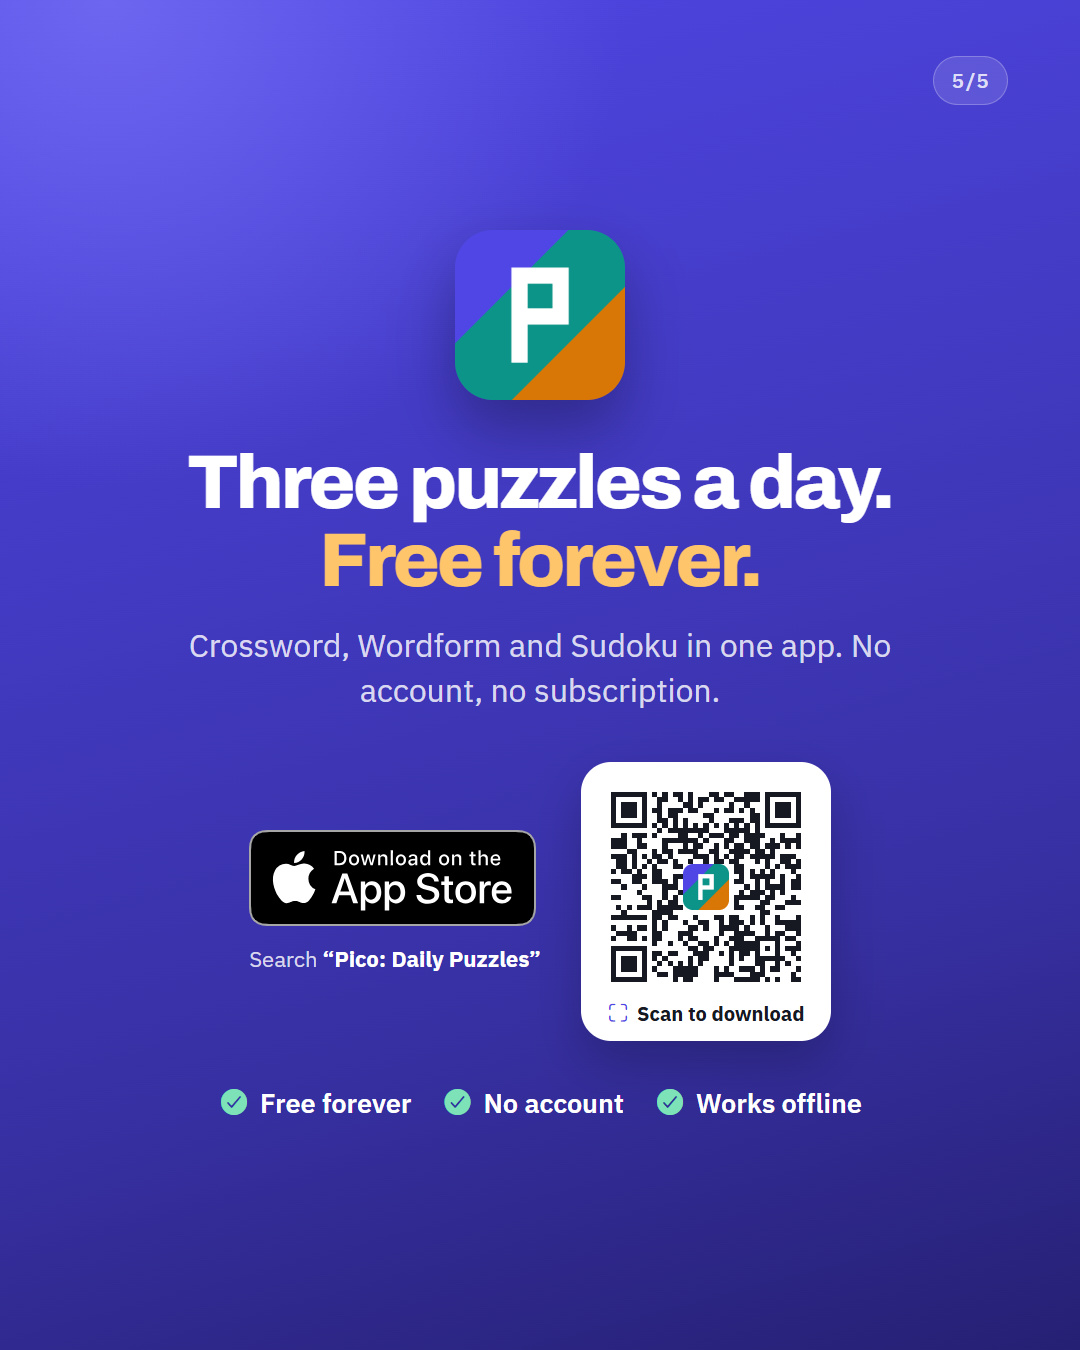 5/5
P
Three puzzles a day.
Free forever.
Crossword, Wordform and Sudoku in one app. No
account, no subscription.
Download on the
App Store
Search “Pico: Daily Puzzles”
P
Scan to download
Free forever
No account
Works offline